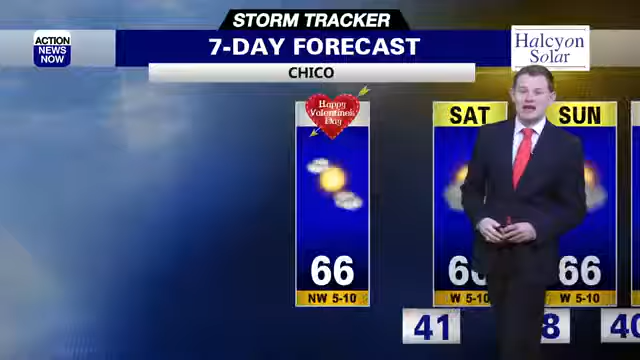 STORM TRACKER
ACTION
NEWS
NOW
7-DAY FORECAST
CHICO
Halcyon
Solar
Happy
Valentine's
Day
SAT
SUN
66
66
NW 5-10
W 5-10
W 5-10
41